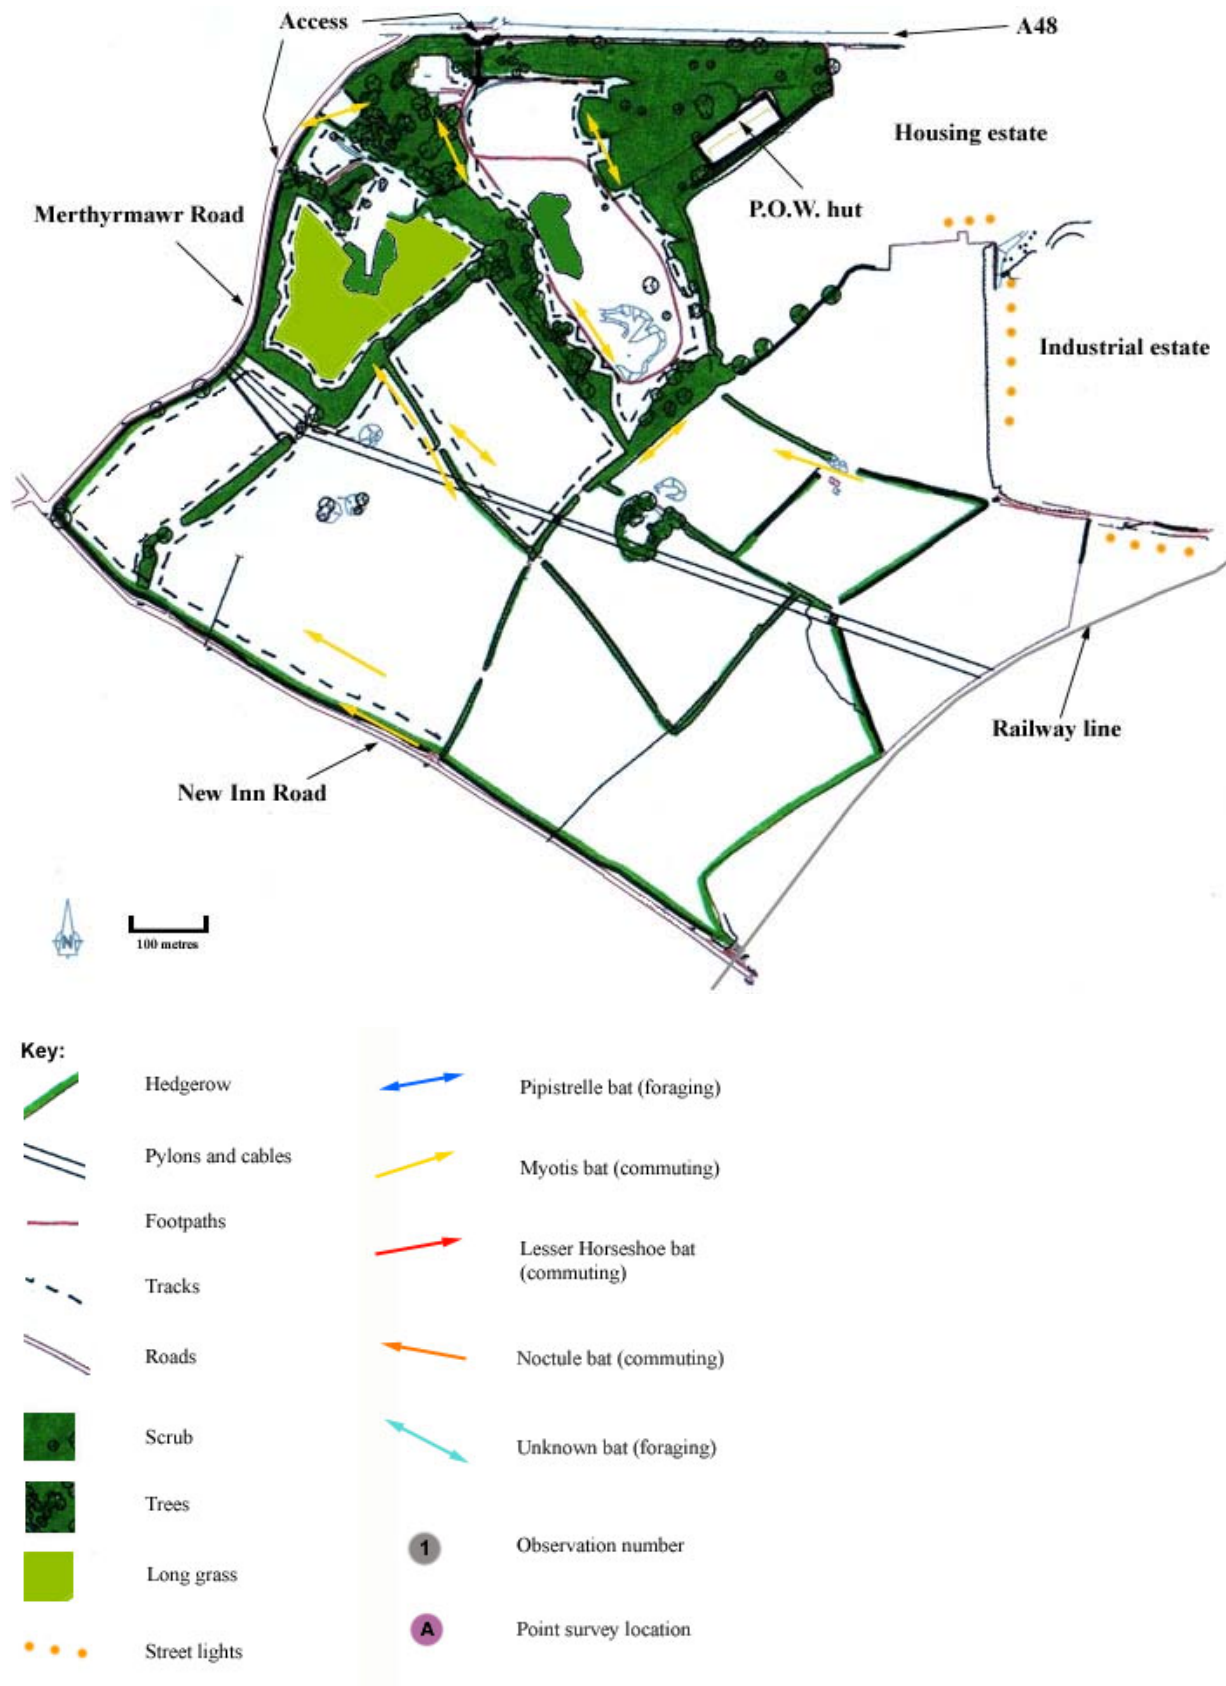 Access
A48
Housing estate
P.O.W. hut
Merthyrmawr Road
Industrial estate
Railway line
New Inn Road
N
100 metres
Key:
Hedgerow
Pylons and cables
Footpaths
Tracks
Roads
Scrub
Trees
Long grass
Street lights
Pipistrelle bat (foraging)
Myotis bat (commuting)
Lesser Horseshoe bat
(commuting)
Noctule bat (commuting)
Unknown bat (foraging)
1
Observation number
A
Point survey location